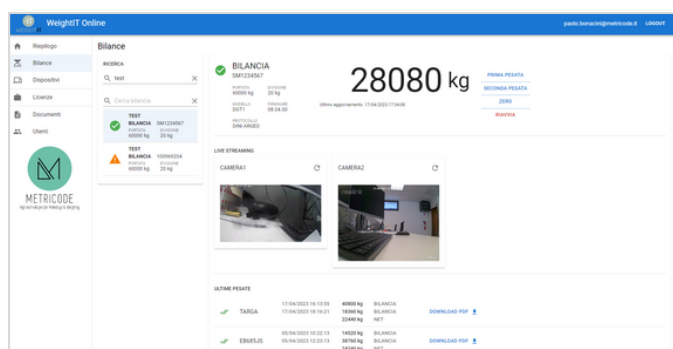 WeightIT Online
paolo.bonacini@metricode.it LOGOUT
Riepilogo
Bilance
Dispositivi
Licenze
Documenti
Utenti
METRICODE
Bilance
RICERCA
test
Cerca bilancia
TEST
BILANCIA SM1234567
PORTATA DIVISIONE
60000 kg 20 kg
TEST
BILANCIA 100969204
PORTATA DIVISIONE
60000 kg 20 kg
BILANCIA
SM1234567
PORTATA DIVISIONE
60000 kg 20 kg
MODELLO FIRMWARE
DGT1 08.04.00
PROTOCOLLO
DINI ARGEO
28080 kg
Ultimo aggiornamento: 17/04/2023 17:04:08
PRIMA PESATA
SECONDA PESATA
ZERO
RIAVVIA
LIVE STREAMING
CAMERA1
CAMERA2
ULTIME PESATE
TARGA
17/04/2023 16:13:55 40800 kg BILANCIA
17/04/2023 18:16:21 18360 kg BILANCIA
22440 kg NET
DOWNLOAD PDF
EB685JS
05/04/2023 10:22:13 14520 kg BILANCIA
05/04/2023 12:23:13 38760 kg BILANCIA
24240 kg NET
DOWNLOAD PDF